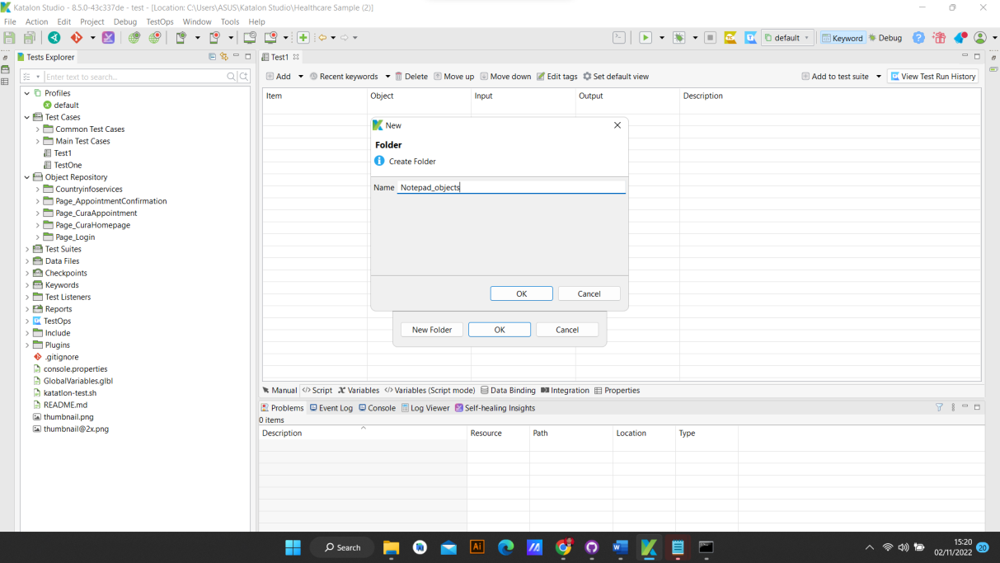 Katalon Studio - 8.5.0-43c337de - test - [Location: C:\Users\ASUS\Katalon Studio\Healthcare Sample (2)]
File Action Edit Project Debug TestOps Window Tools Help
default
Keyword
Debug
Tests Explorer
Enter text to search...
Profiles
default
Test Cases
Common Test Cases
Main Test Cases
Test1
TestOne
Object Repository
Countryinfoservices
Page_AppointmentConfirmation
Page_CuraAppointment
Page_CuraHomepage
Page_Login
Test Suites
Data Files
Checkpoints
Keywords
Test Listeners
Reports
TestOps
Include
Plugins
.gitignore
console.properties
GlobalVariables.glbl
katatlon-test.sh
README.md
thumbnail.png
thumbnail@2x.png
Test1
Add Recent keywords Delete Move up Move down Edit tags Set default view Add to test suite View Test Run History
Item Object Input Output Description
New
Folder
Create Folder
Name Notepad_objects
OK Cancel
New Folder OK Cancel
Manual Script Variables Variables (Script mode) Data Binding Integration Properties
Problems Event Log Console Log Viewer Self-healing Insights
0 items
Description Resource Path Location Type
Search
15:20
02/11/2022
20